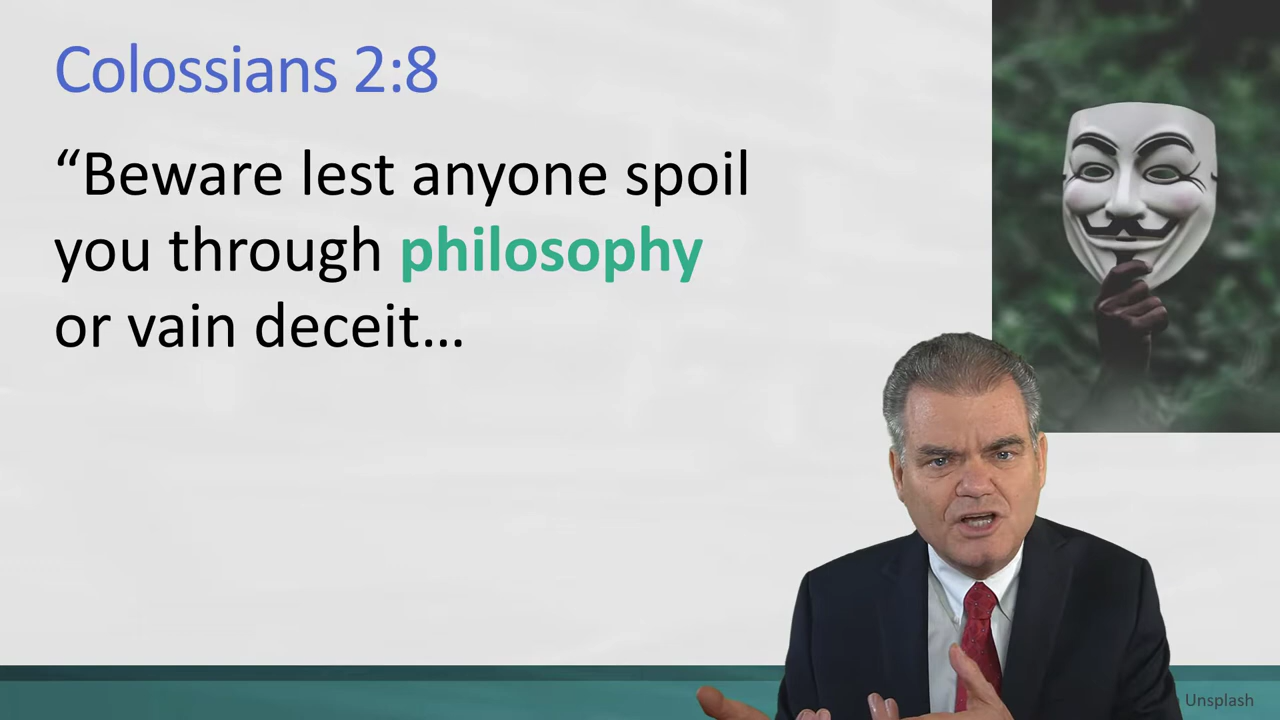 Colossians 2:8
“Beware lest anyone spoil
you through philosophy
or vain deceit...
Unsplash